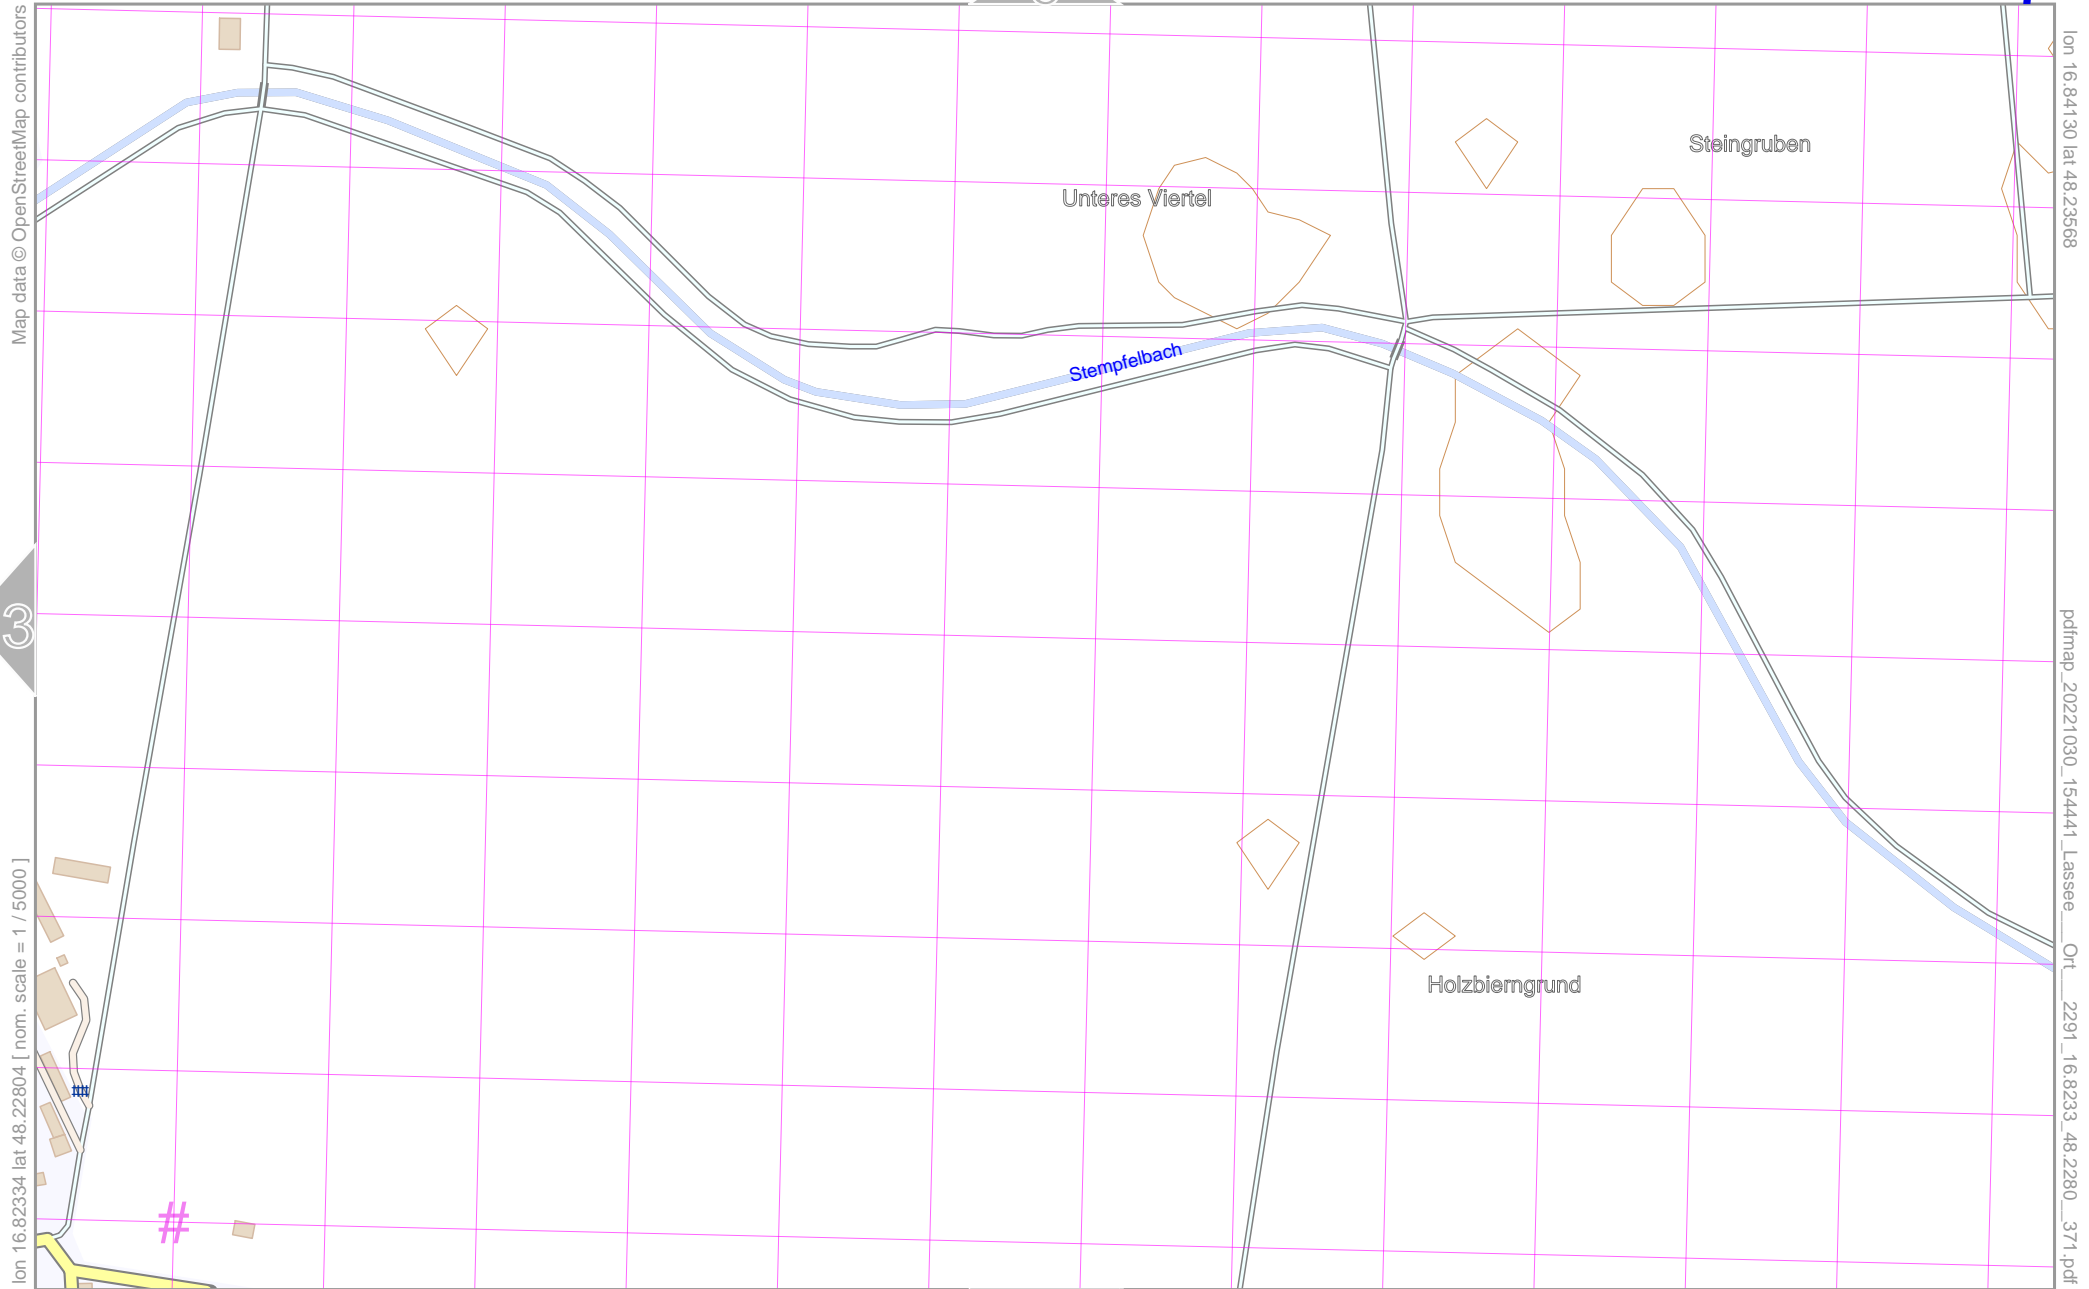 Map data © OpenStreetMap contributors
lon 16.82334 lat 48.22804 [ nom. scale = 1 / 5000 ]
3
Steingruben
Unteres Viertel
Stempfelbach
Holzbierngrund
#
lon 16.84130 lat 48.23568
pdfmap_20221030_154441_Lassee___Ort___2291_16.8233_48.2280__371.pdf